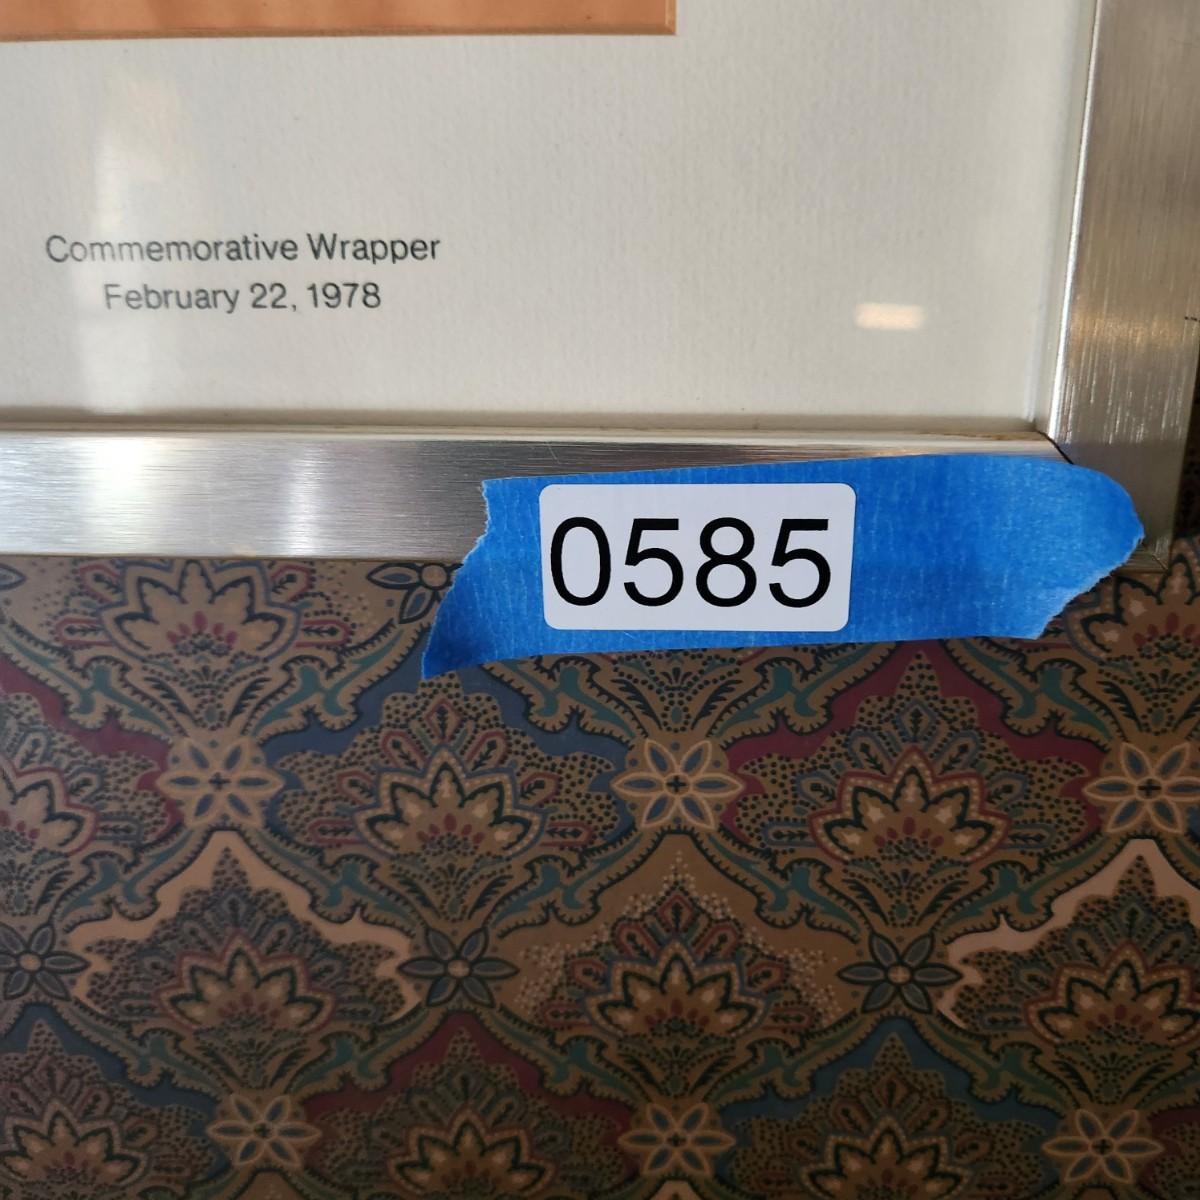 Commemorative Wrapper
February 22, 1978
0585